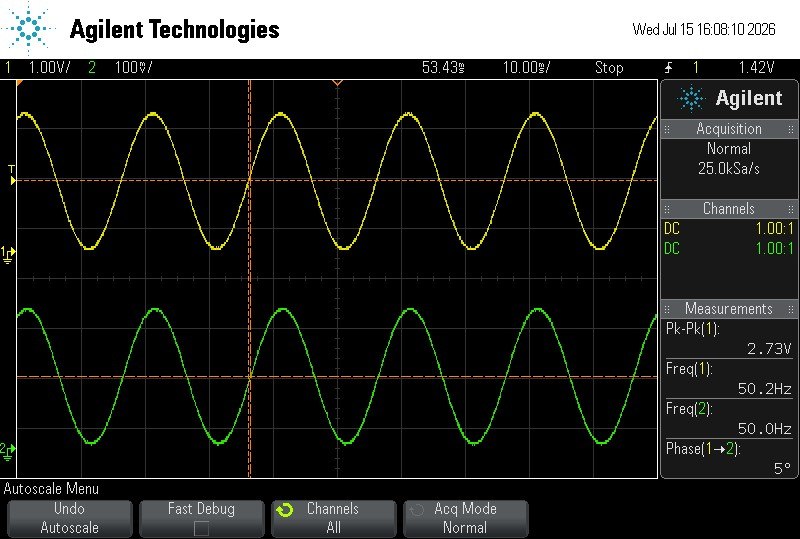 Agilent Technologies
Wed Jul 15 16:08:10 2026
1 1.00V/ 2 100mV/ 53.43ms 10.00ms/ Stop 1 1.42V
Agilent
Acquisition
Normal
25.0kSa/s
Channels
DC 1.00:1
DC 1.00:1
Measurements
Pk-Pk(1):
2.73V
Freq(1):
50.2Hz
Freq(2):
50.0Hz
Phase(1→2):
5°
T
1
2
Autoscale Menu
Undo
Autoscale
Fast Debug
Channels
All
Acq Mode
Normal